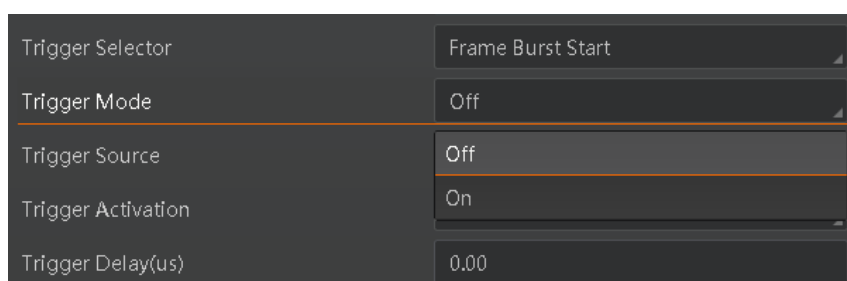 Trigger Selector Frame Burst Start
Trigger Mode Off
Trigger Source Off
Trigger Activation On
Trigger Delay(us) 0.00